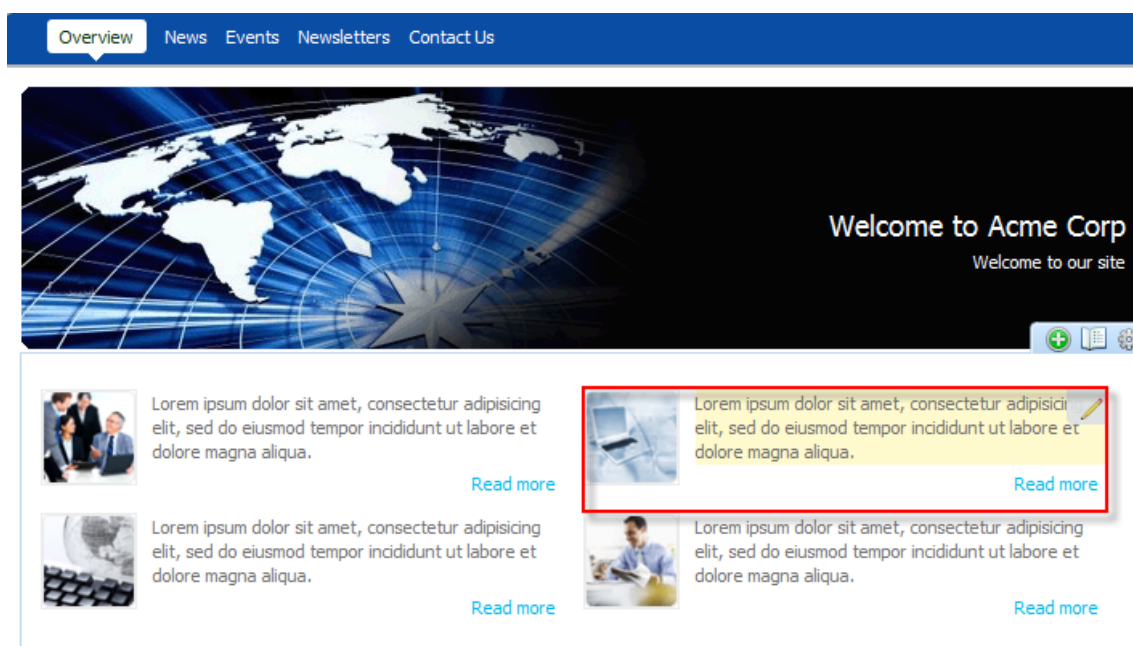 Overview News Events Newsletters Contact Us
Welcome to Acme Corp
Welcome to our site
Lorem ipsum dolor sit amet, consectetur adipisicing
elit, sed do eiusmod tempor incididunt ut labore et
dolore magna aliqua.
Read more
Lorem ipsum dolor sit amet, consectetur adipisici
elit, sed do eiusmod tempor incididunt ut labore et
dolore magna aliqua.
Read more
Lorem ipsum dolor sit amet, consectetur adipisicing
elit, sed do eiusmod tempor incididunt ut labore et
dolore magna aliqua.
Read more
Lorem ipsum dolor sit amet, consectetur adipisicing
elit, sed do eiusmod tempor incididunt ut labore et
dolore magna aliqua.
Read more